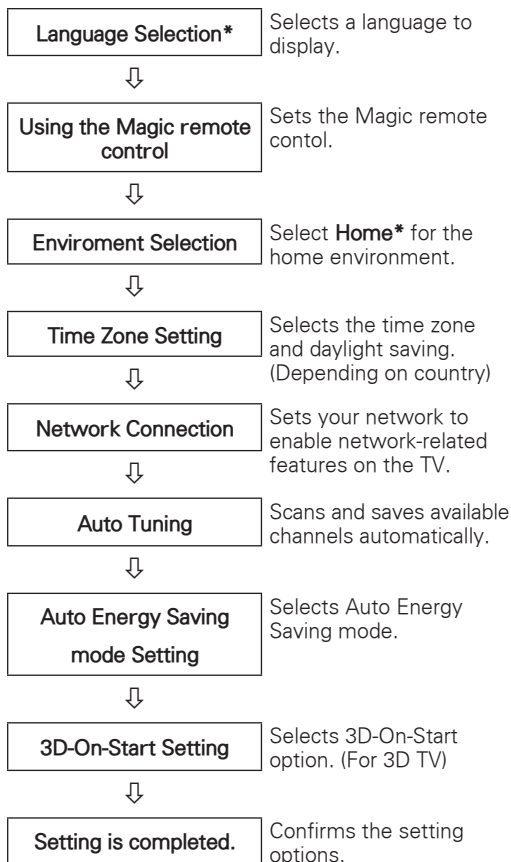 Language Selection*
Selects a language to
display.
Using the Magic remote
control
Sets the Magic remote
contol.
Enviroment Selection
Select Home* for the
home environment.
Time Zone Setting
Selects the time zone
and daylight saving.
(Depending on country)
Network Connection
Sets your network to
enable network-related
features on the TV.
Auto Tuning
Scans and saves available
channels automatically.
Auto Energy Saving
mode Setting
Selects Auto Energy
Saving mode.
3D-On-Start Setting
Selects 3D-On-Start
option. (For 3D TV)
Setting is completed.
Confirms the setting
options.